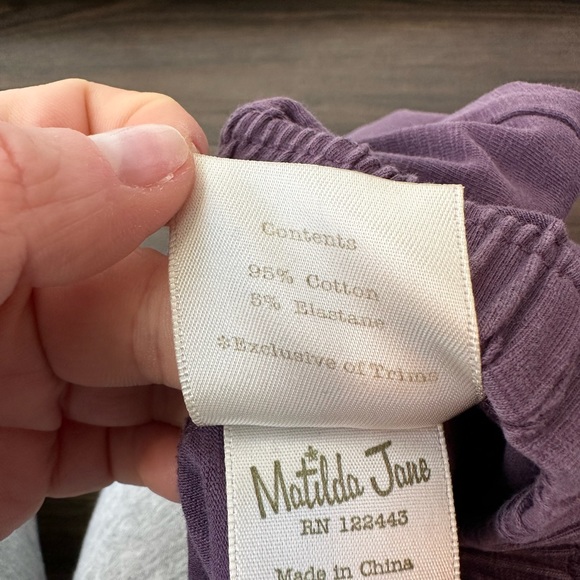 Contents
95% Cotton
5% Elastane
*Exclusive of Trims
Matilda Jane
RN 122443
Made in China